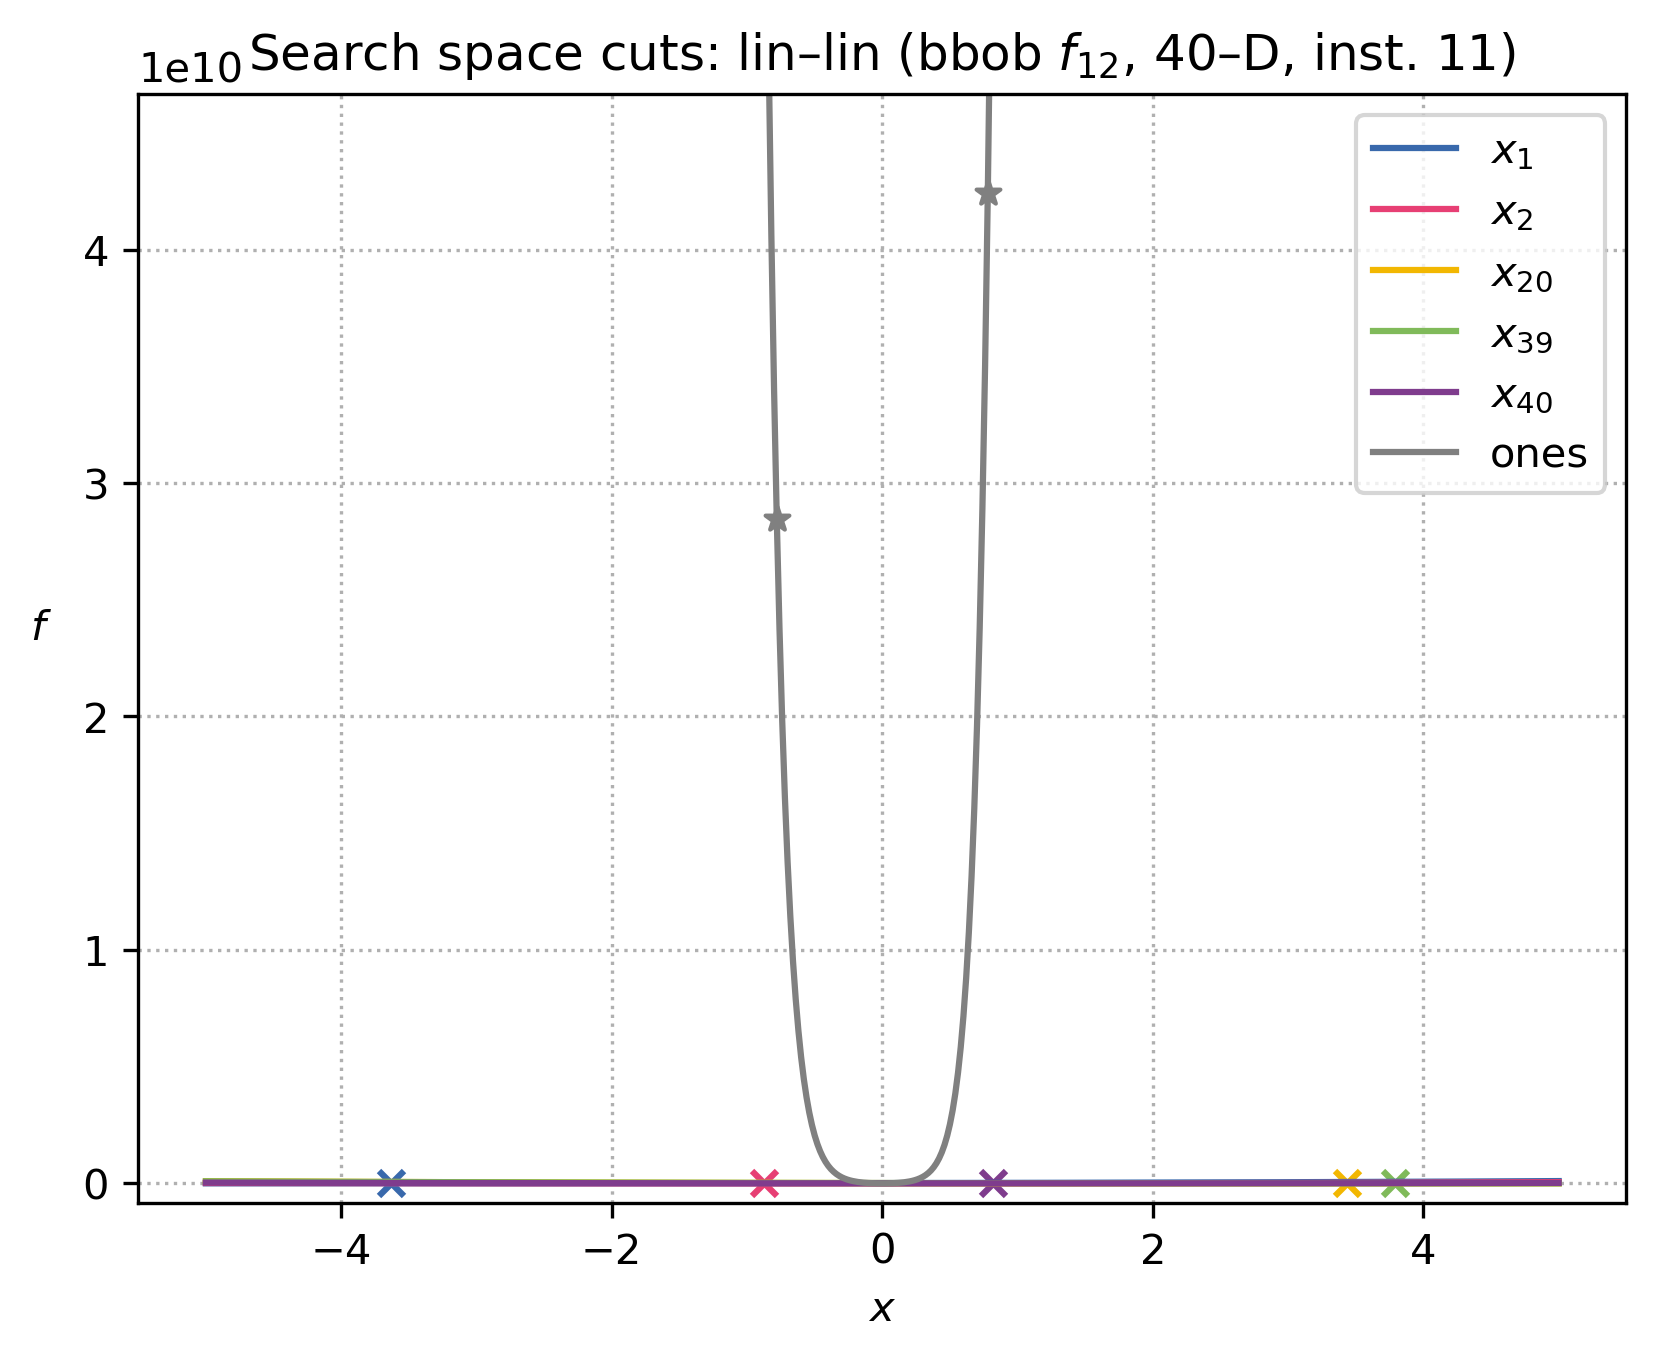 1e10
Search space cuts: lin–lin (bbob f₁₂, 40–D, inst. 11)
x₁
x₂
x₂₀
x₃₉
x₄₀
ones
4
3
2
1
0
f
−4 −2 0 2 4
x